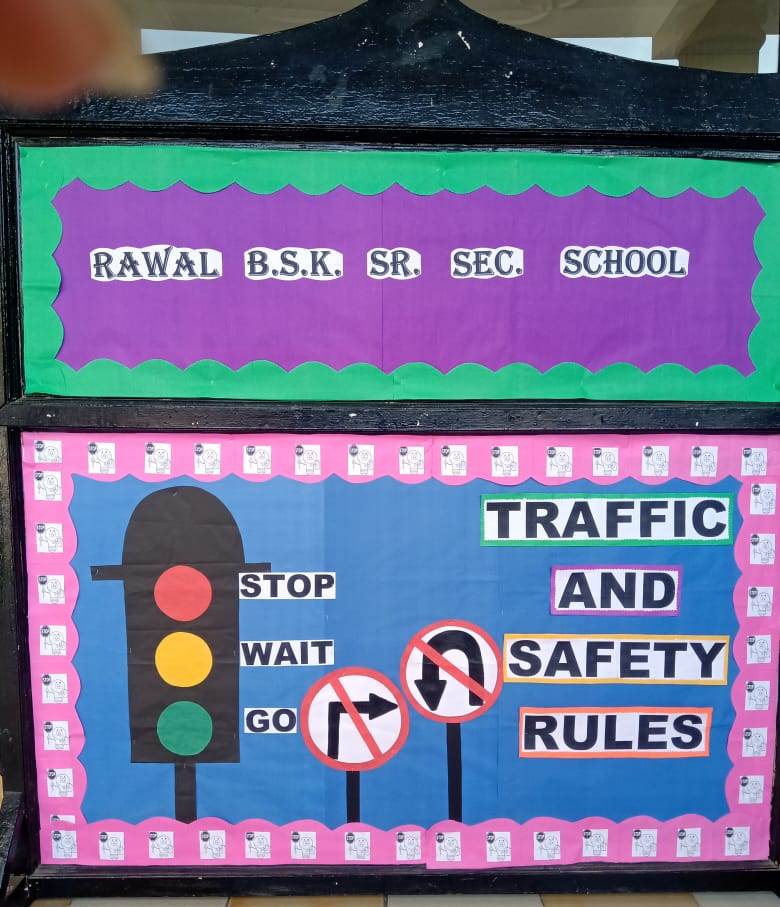 RAWAL B.S.K. SR. SEC. SCHOOL
TRAFFIC
AND
SAFETY
RULES
STOP
WAIT
GO